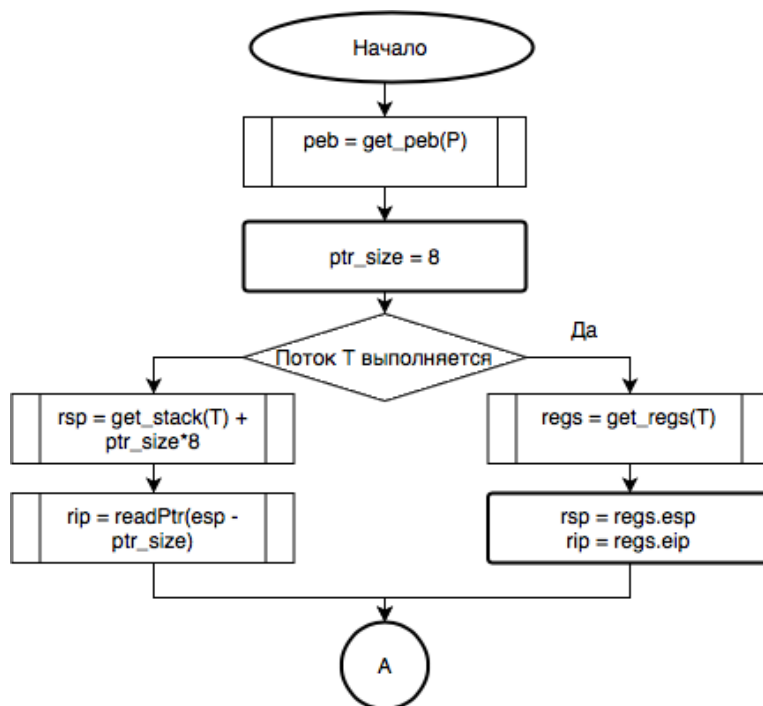 Начало
peb = get_peb(P)
ptr_size = 8
Поток T выполняется
Да
rsp = get_stack(T) +
ptr_size*8
regs = get_regs(T)
rip = readPtr(esp -
ptr_size)
rsp = regs.esp
rip = regs.eip
A